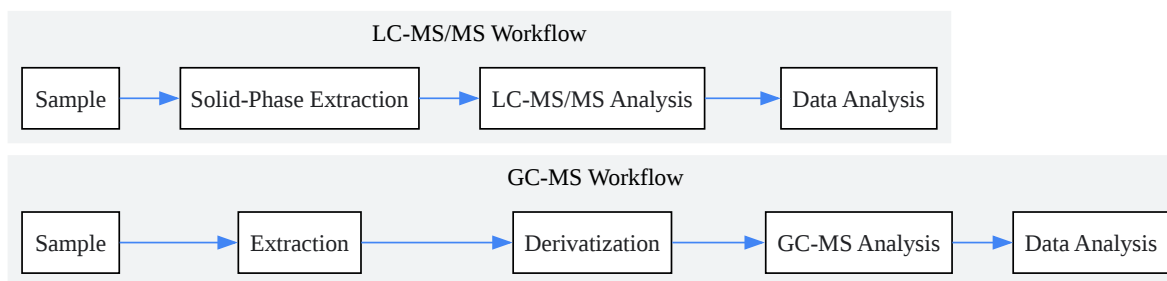 LC-MS/MS Workflow
Sample
Solid-Phase Extraction
LC-MS/MS Analysis
Data Analysis
GC-MS Workflow
Sample
Extraction
Derivatization
GC-MS Analysis
Data Analysis